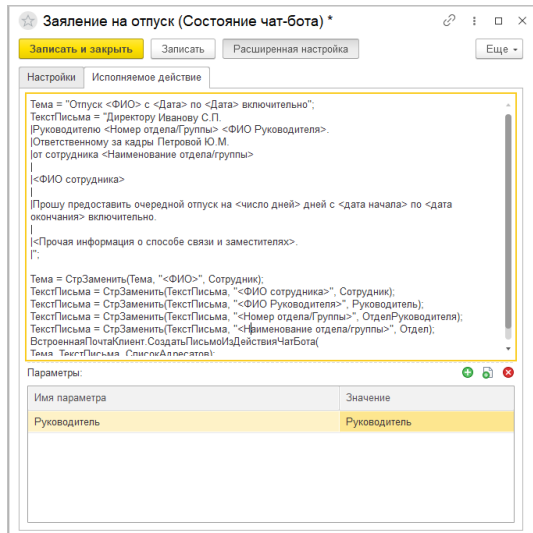 Заяление на отпуск (Состояние чат-бота) *
Записать и закрыть Записать Расширенная настройка Еще
Настройки Исполняемое действие
Тема = "Отпуск <ФИО> с <Дата> по <Дата> включительно";
ТекстПисьма = "Директору Иванову С.П.
|Руководителю <Номер отдела/Группы> <ФИО Руководителя>.
|Ответственному за кадры Петровой Ю.М.
|от сотрудника <Наименование отдела/группы>
|
|<ФИО сотрудника>
|
|Прошу предоставить очередной отпуск на <число дней> дней с <дата начала> по <дата
окончания> включительно.
|
|<Прочая информация о способе связи и заместителях>.
|";
Тема = СтрЗаменить(Тема, "<ФИО>", Сотрудник);
ТекстПисьма = СтрЗаменить(ТекстПисьма, "<ФИО сотрудника>", Сотрудник);
ТекстПисьма = СтрЗаменить(ТекстПисьма, "<ФИО Руководителя>", Руководитель);
ТекстПисьма = СтрЗаменить(ТекстПисьма, "<Номер отдела/Группы>", ОтделРуководителя);
ТекстПисьма = СтрЗаменить(ТекстПисьма, "<Наименование отдела/группы>", Отдел);
ВстроеннаяПочтаКлиент.СоздатьПисьмоИзДействияЧатБота(
Тема, ТекстПисьма, СписокАдресатов);
Параметры:
Имя параметра Значение
Руководитель Руководитель